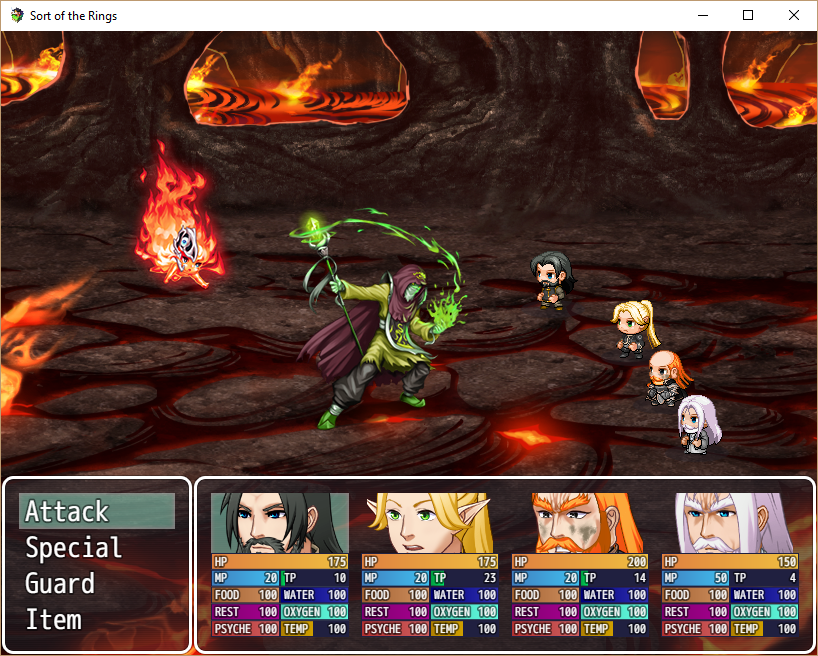 Sort of the Rings
Attack
Special
Guard
Item
HP 175
MP 20 TP 10
FOOD 100 WATER 100
REST 100 OXYGEN 100
PSYCHE 100 TEMP 100
HP 175
MP 20 TP 23
FOOD 100 WATER 100
REST 100 OXYGEN 100
PSYCHE 100 TEMP 100
HP 200
MP 20 TP 14
FOOD 100 WATER 100
REST 100 OXYGEN 100
PSYCHE 100 TEMP 100
HP 150
MP 50 TP 4
FOOD 100 WATER 100
REST 100 OXYGEN 100
PSYCHE 100 TEMP 100